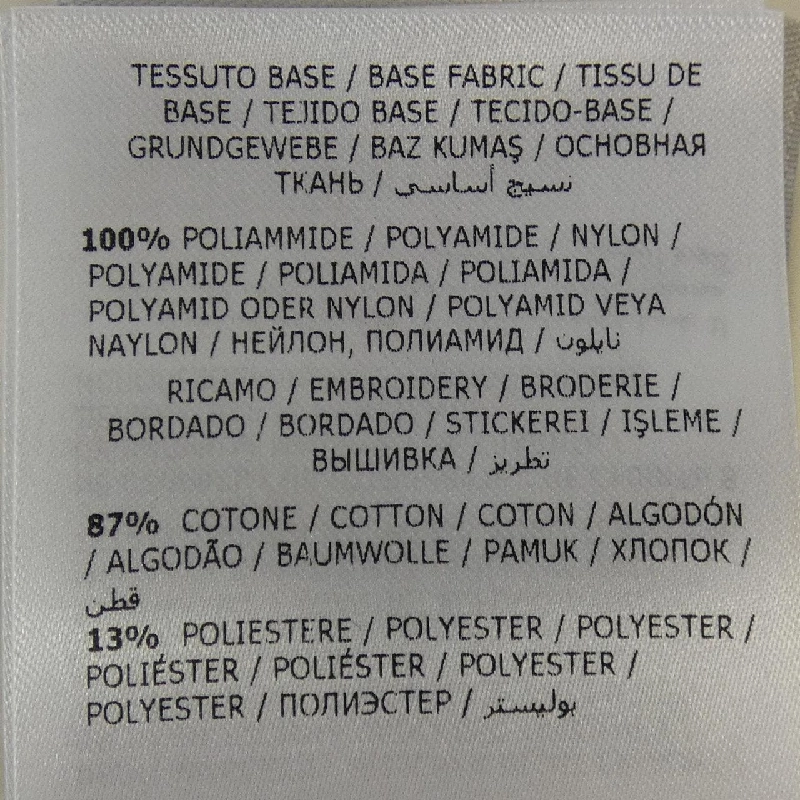 TESSUTO BASE / BASE FABRIC / TISSU DE
BASE / TEJIDO BASE / TECIDO-BASE /
GRUNDGEWEBE / BAZ KUMAŞ / ОСНОВНАЯ
ТКАНЬ / نسيج أساسي
100% POLIAMMIDE / POLYAMIDE / NYLON /
POLYAMIDE / POLIAMIDA / POLIAMIDA /
POLYAMID ODER NYLON / POLYAMID VEYA
NAYLON / НЕЙЛОН, ПОЛИАМИД / نايلون
RICAMO / EMBROIDERY / BRODERIE /
BORDADO / BORDADO / STICKEREI / IŞLEME /
ВЫШИВКА / تطريز
87% COTONE / COTTON / COTON / ALGODÓN
/ ALGODÃO / BAUMWOLLE / PAMUK / ХЛОПОК /
قطن
13% POLIESTERE / POLYESTER / POLYESTER /
POLIÉSTER / POLIÉSTER / POLYESTER /
POLYESTER / ПОЛИЭСТЕР / بوليستر